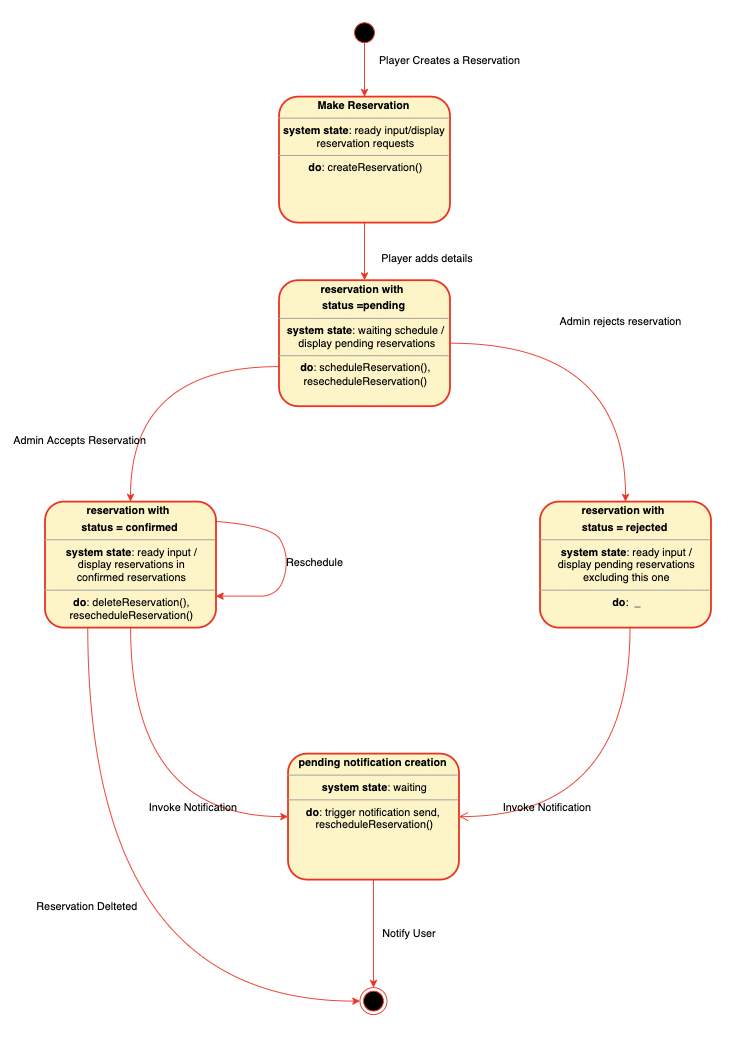 Player Creates a Reservation
Make Reservation
system state: ready input/display
reservation requests
do: createReservation()
Player adds details
reservation with
status =pending
system state: waiting schedule /
display pending reservations
do: scheduleReservation(),
resecheduleReservation()
Admin rejects reservation
Admin Accepts Reservation
reservation with
status = confirmed
system state: ready input /
display reservations in
confirmed reservations
do: deleteReservation(),
resecheduleReservation()
Reschedule
reservation with
status = rejected
system state: ready input /
display pending reservations
excluding this one
do: _
pending notification creation
system state: waiting
do: trigger notification send,
rescheduleReservation()
Invoke Notification
Invoke Notification
Reservation Delteted
Notify User